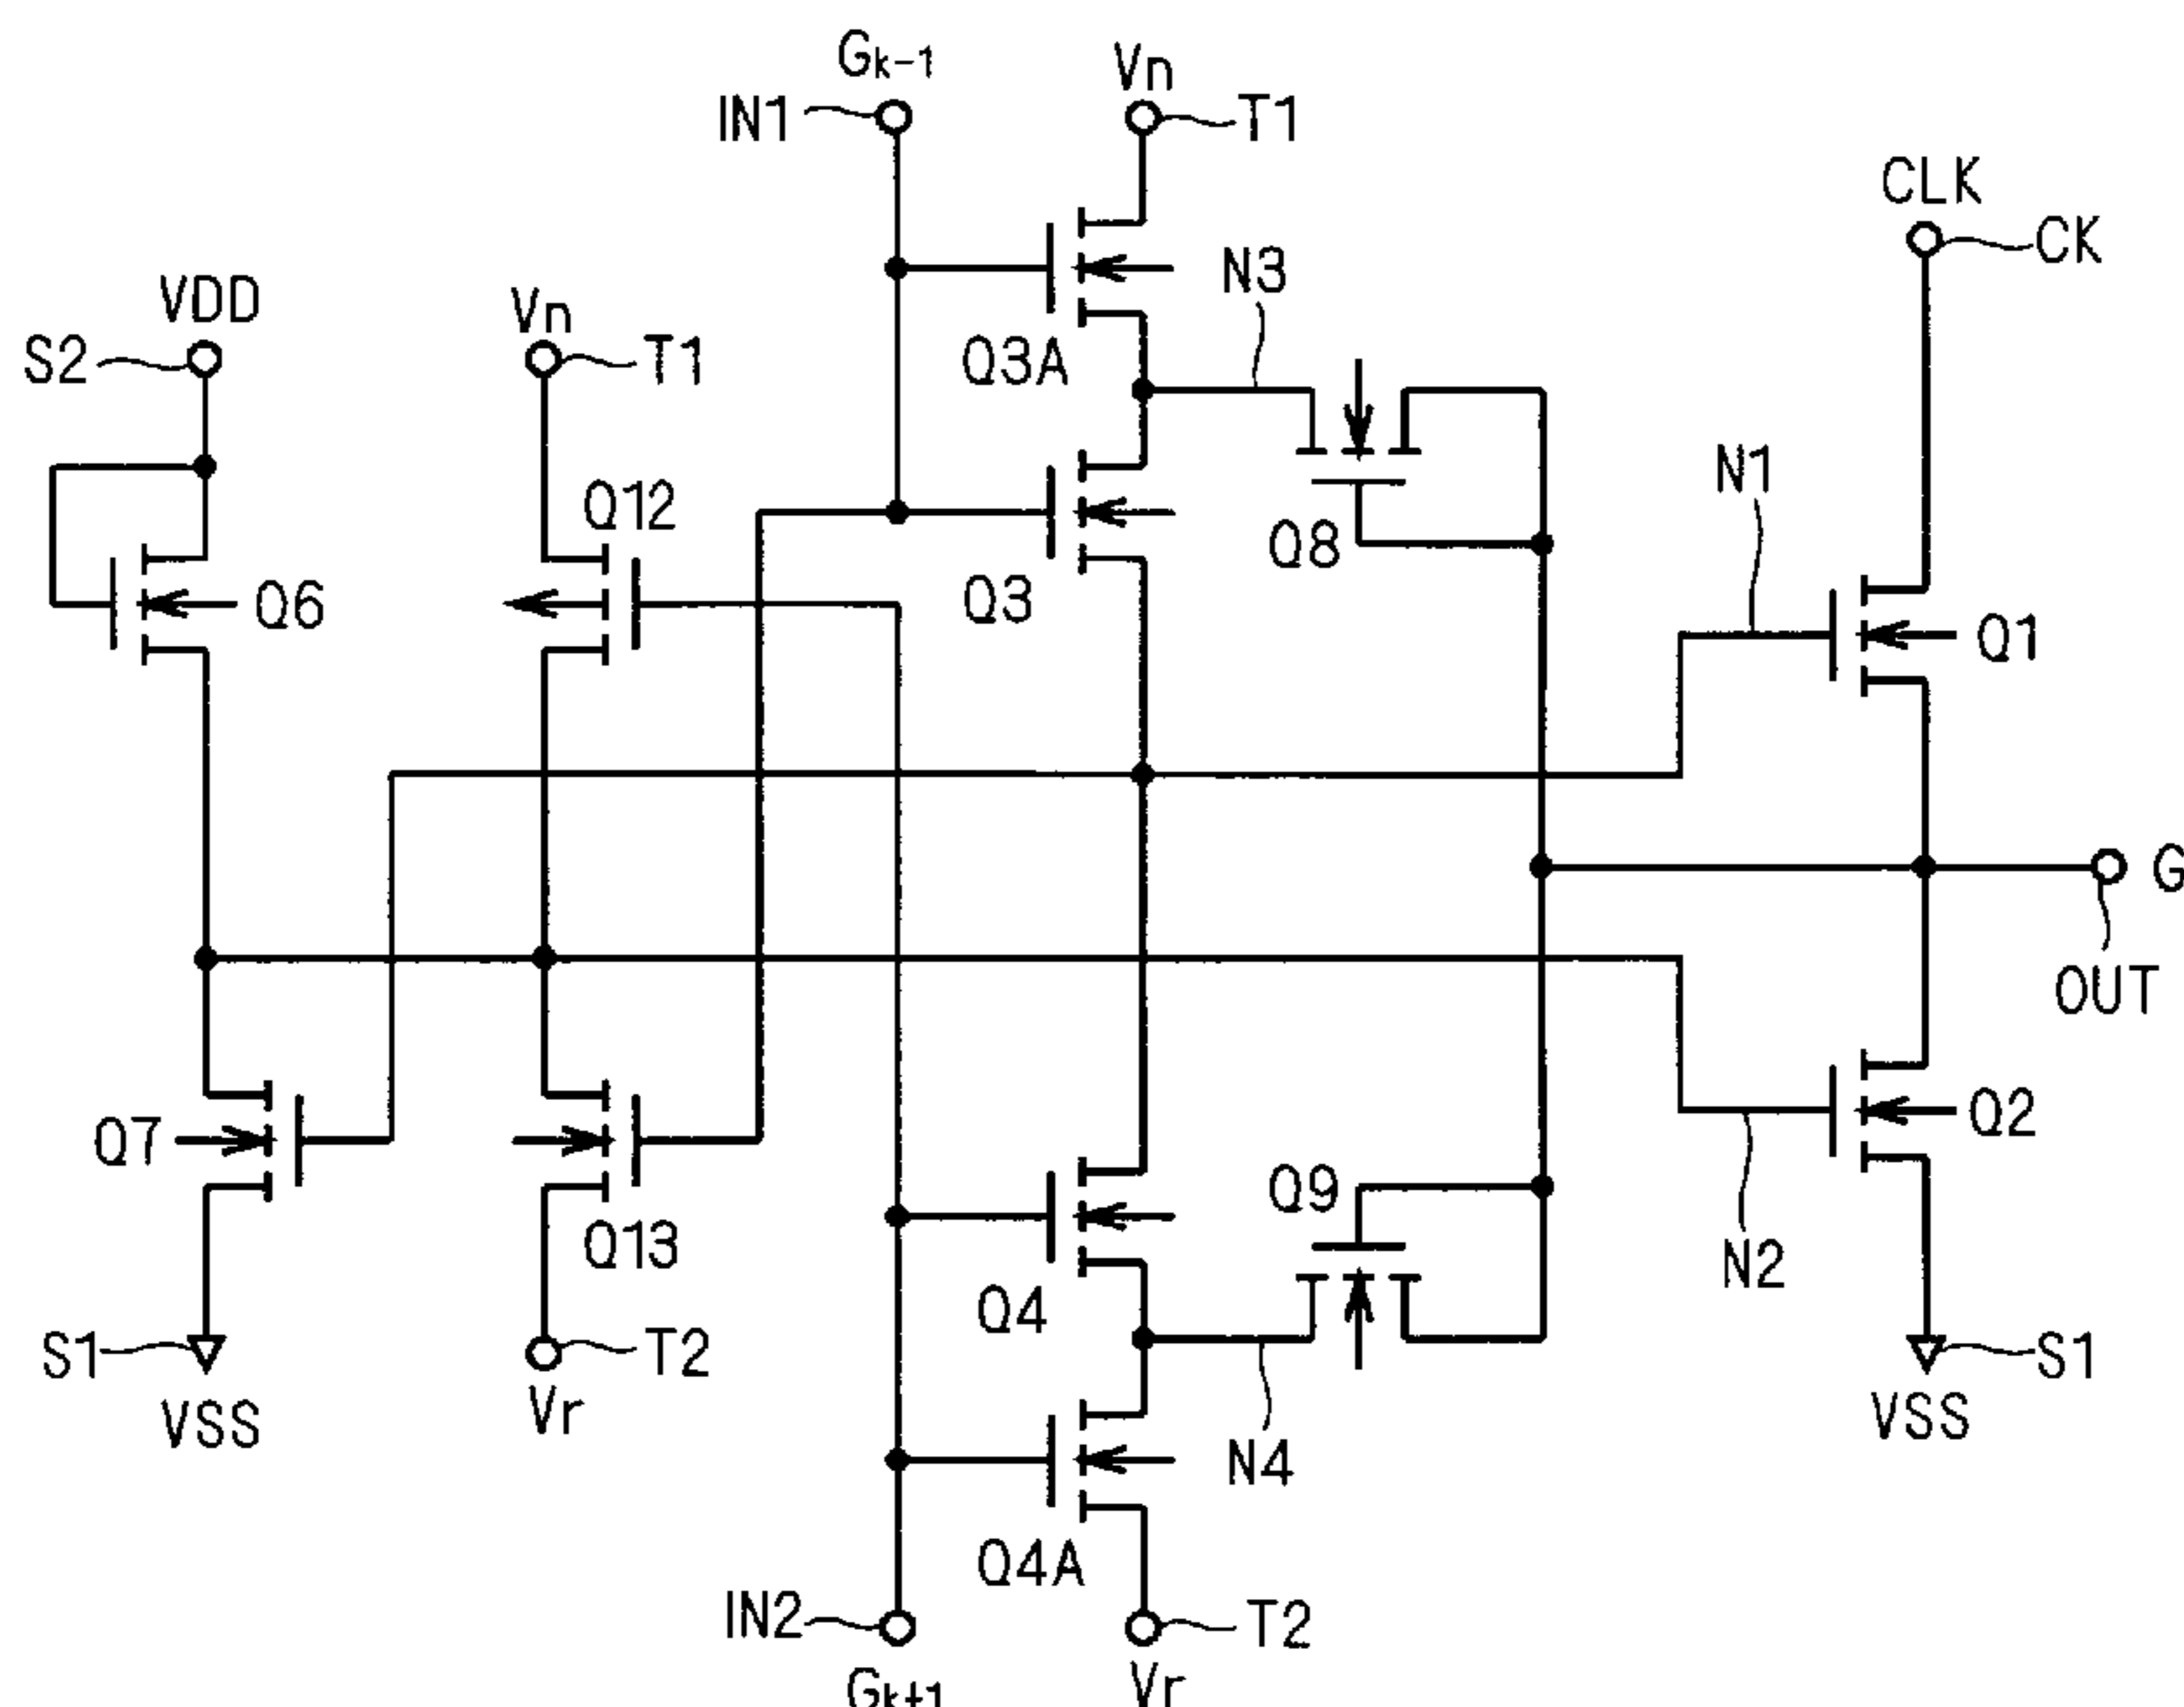 Gk-1
Vn
IN1
T1
CLK
CK
N3
VDD
Vn
S2
T1
Q3A
N1
Q12
Q8
Q6
Q3
Q1
G
OUT
Q7
Q9
Q2
Q13
Q4
N2
S1
T2
S1
VSS
Vr
VSS
N4
Q4A
IN2
T2
Gk+1
Vr